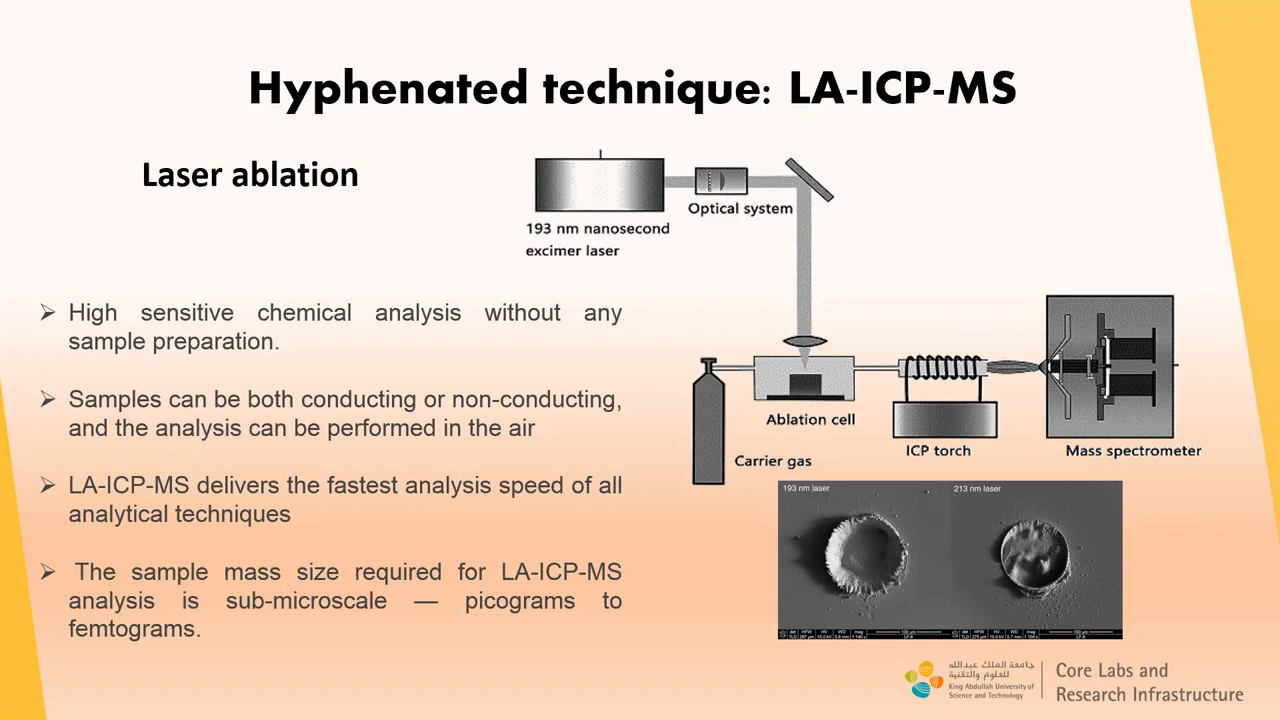 Hyphenated technique: LA-ICP-MS
Laser ablation
193 nm nanosecond
excimer laser
Optical system
➢ High sensitive chemical analysis without any
sample preparation.
➢ Samples can be both conducting or non-conducting,
and the analysis can be performed in the air
➢ LA-ICP-MS delivers the fastest analysis speed of all
analytical techniques
➢ The sample mass size required for LA-ICP-MS
analysis is sub-microscale — picograms to
femtograms.
Ablation cell
Carrier gas
ICP torch
Mass spectrometer
193 nm laser
213 nm laser
جامعة الملك عبدالله
للعلوم والتقنية
King Abdullah University of
Science and Technology
Core Labs and
Research Infrastructure